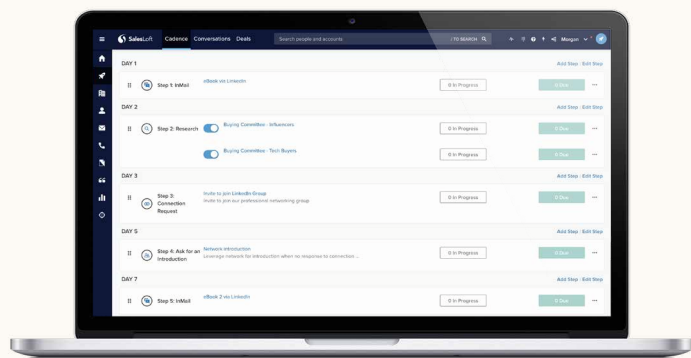 SalesLoft Cadence Conversations Deals Search people and accounts / TO SEARCH Morgan
DAY 1 Add Step Edit Step
Step 1: InMail eBook via LinkedIn 0 In Progress 0 Due
DAY 2 Add Step Edit Step
Step 2: Research Buying Committee - Influencers 0 In Progress 0 Due
Buying Committee - Tech Buyers 0 In Progress 0 Due
DAY 3 Add Step Edit Step
Step 3: Connection Request Invite to join LinkedIn Group 0 In Progress 0 Due
Invite to join our professional networking group
DAY 5 Add Step Edit Step
Step 4: Ask for an Introduction Network Introduction 0 In Progress 0 Due
Leverage network for introduction when no response to connection ...
DAY 7 Add Step Edit Step
Step 5: InMail eBook 2 via LinkedIn 0 In Progress 0 Due